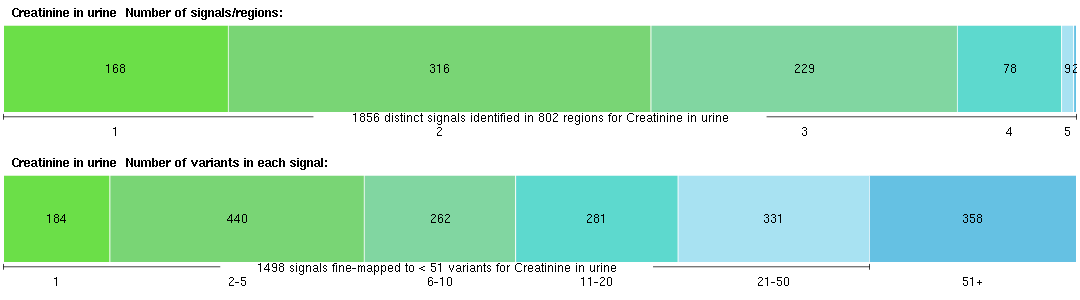 Creatinine in urine Number of signals/regions:
168 316 229 78 9 2
1856 distinct signals identified in 802 regions for Creatinine in urine
1 2 3 4 5
Creatinine in urine Number of variants in each signal:
184 440 262 281 331 358
1498 signals fine-mapped to < 51 variants for Creatinine in urine
1 2-5 6-10 11-20 21-50 51+